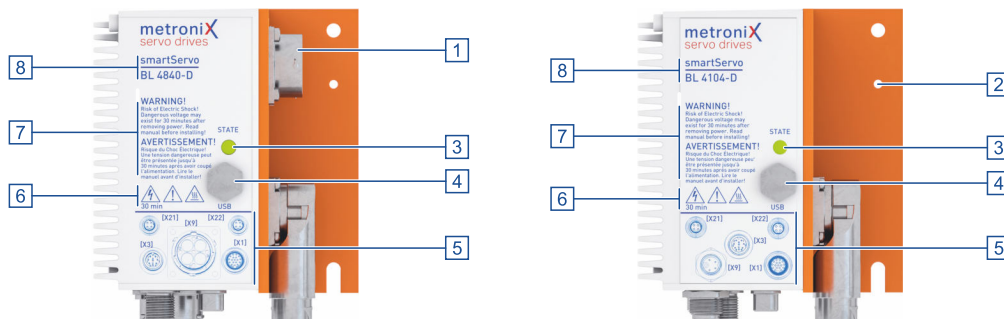 metroniX
servo drives
smartServo
BL 4840-D
WARNING!
Risk of Electric Shock!
Dangerous voltage may
exist for 30 minutes after
removing power. Read
manual before installing!
AVERTISSEMENT!
Risque du Choc Électrique!
Une tension dangereuse peut
être présentée jusqu'à
30 minutes après avoir coupé
l'alimentation. Lire le
manuel avant d'installer!
30 min
STATE
USB
[X21]
[X9]
[X22]
[X3]
[X1]
8
7
6
1
3
4
5
metroniX
servo drives
smartServo
BL 4104-D
WARNING!
Risk of Electric Shock!
Dangerous voltage may
exist for 30 minutes after
removing power. Read
manual before installing!
AVERTISSEMENT!
Risque du Choc Électrique!
Une tension dangereuse peu
être présentée jusqu'à
30 minutes après avoir coupé
l'alimentation. Lire le
manuel avant d'installer!
30 min
STATE
USB
[X21]
[X22]
[X3]
[X9]
[X1]
8
7
6
2
3
4
5